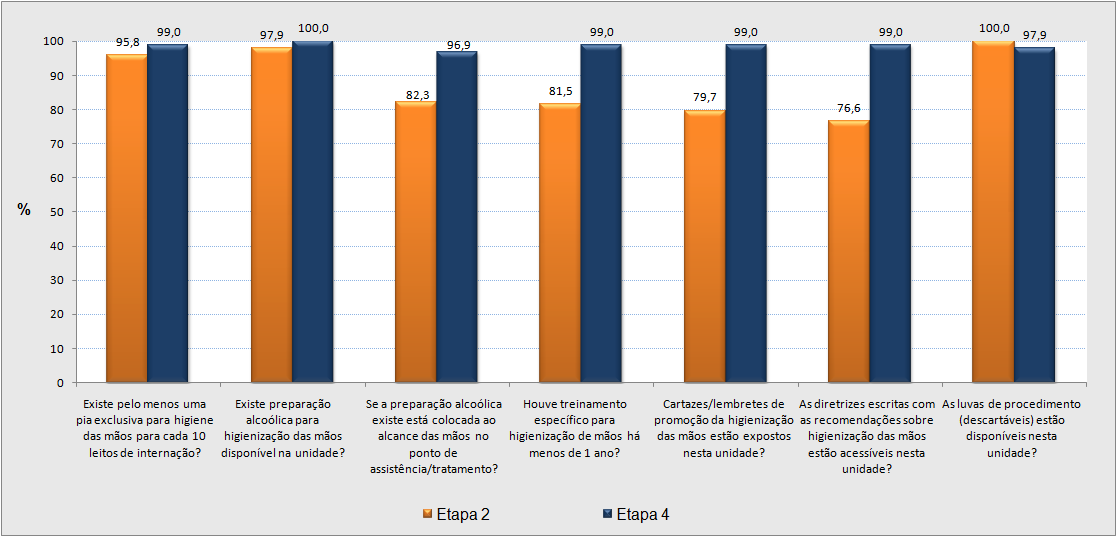 95,8
99,0
97,9
100,0
82,3
96,9
81,5
99,0
79,7
99,0
76,6
99,0
100,0
97,9
100
90
80
70
60
50
40
30
20
10
0
%
Existe pelo menos uma
pia exclusiva para higiene
das mãos para cada 10
leitos de internação?
Existe preparação
alcoólica para
higienização das mãos
disponível na unidade?
Se a preparação alcoólica
existe está colocada ao
alcance das mãos no
ponto de
assistência/tratamento?
Houve treinamento
específico para
higienização de mãos há
menos de 1 ano?
Cartazes/lembretes de
promoção da higienização
das mãos estão expostos
nesta unidade?
As diretrizes escritas com
as recomendações sobre
higienização das mãos
estão acessíveis nesta
unidade?
As luvas de procedimento
(descartáveis) estão
disponíveis nesta
unidade?
Etapa 2
Etapa 4